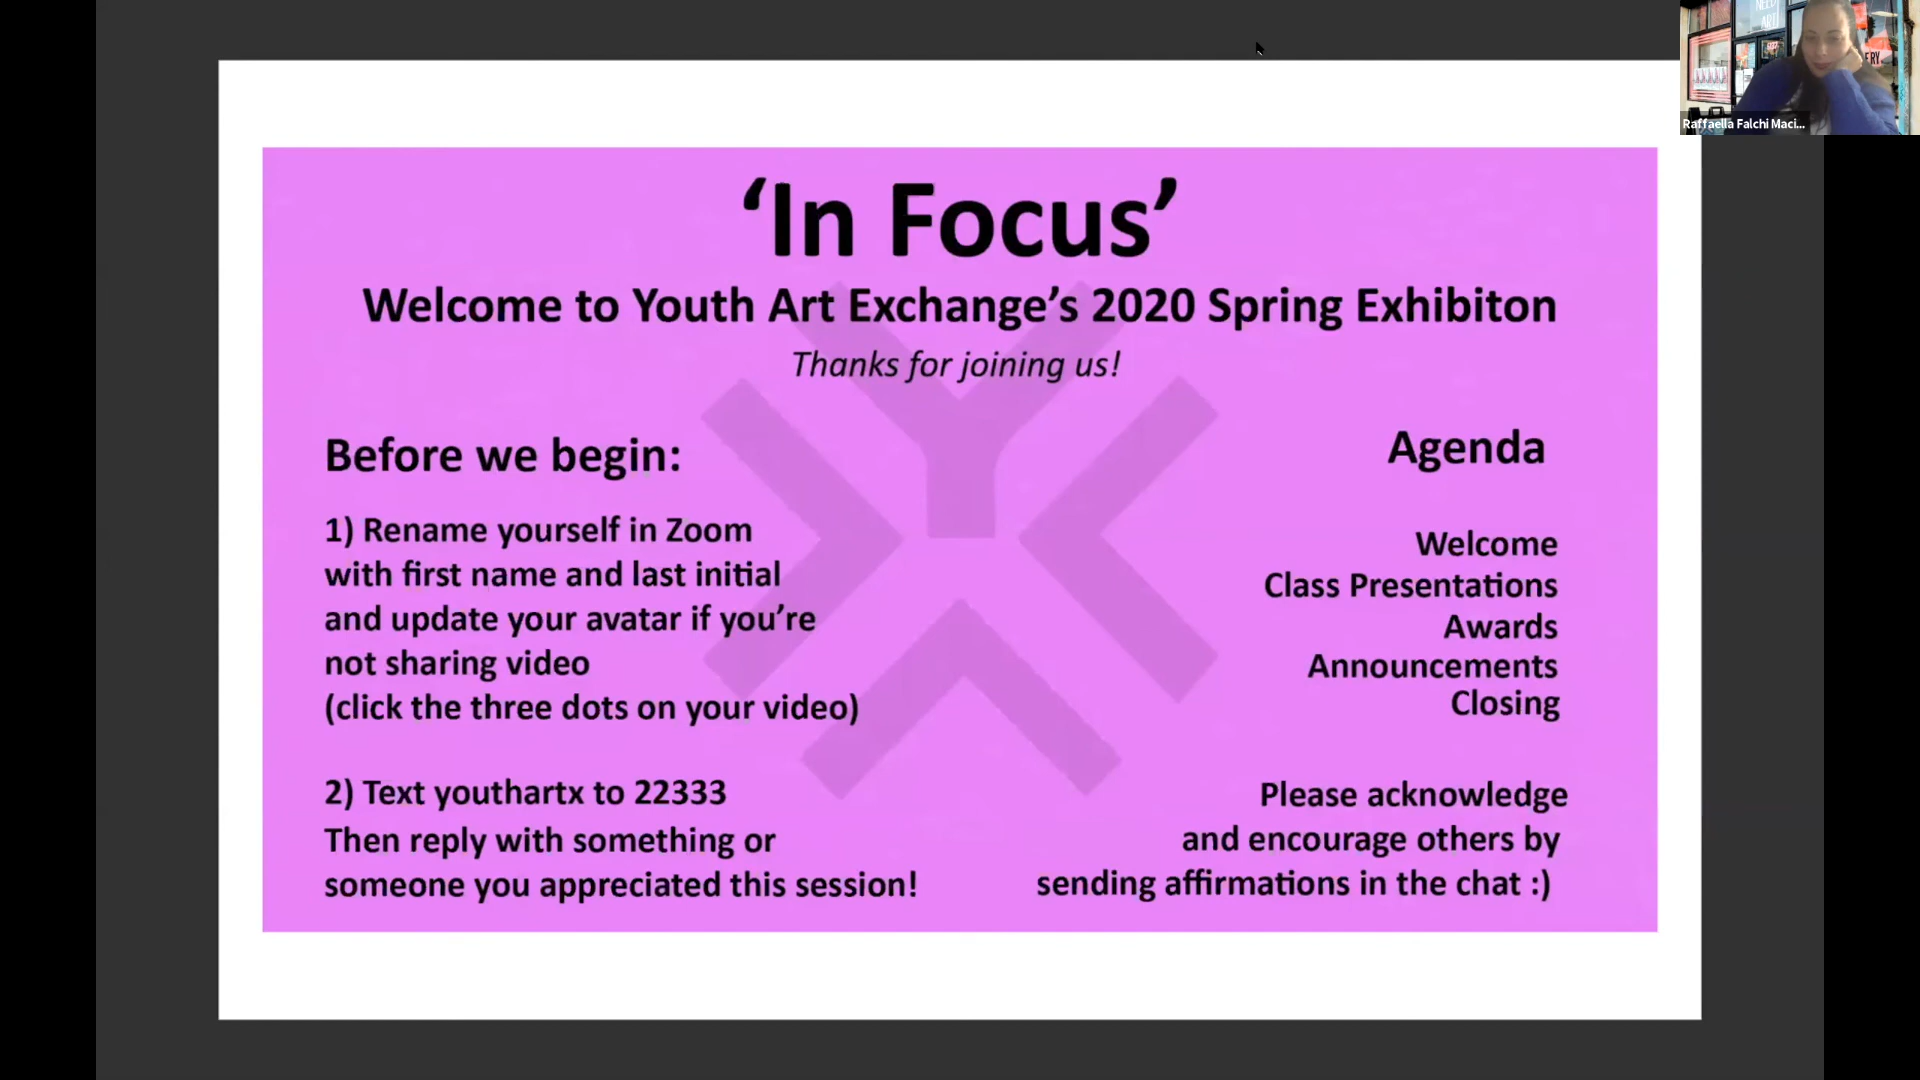 ‘In Focus’
Welcome to Youth Art Exchange’s 2020 Spring Exhibiton
Thanks for joining us!
Before we begin:
1) Rename yourself in Zoom
with first name and last initial
and update your avatar if you’re
not sharing video
(click the three dots on your video)
2) Text youthartx to 22333
Then reply with something or
someone you appreciated this session!
Agenda
Welcome
Class Presentations
Awards
Announcements
Closing
Please acknowledge
and encourage others by
sending affirmations in the chat :)
NEED
ART
ERY
Raffaella Falchi Maci...